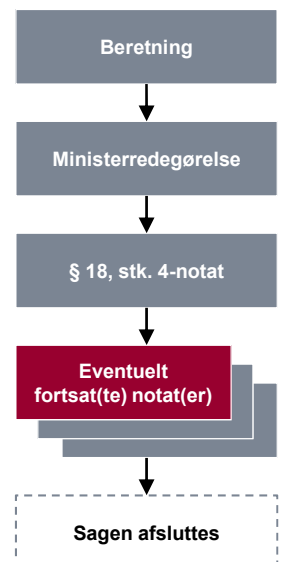 Beretning
Ministerredegørelse
§ 18, stk. 4-notat
Eventuelt
fortsat(te) notat(er)
Sagen afsluttes